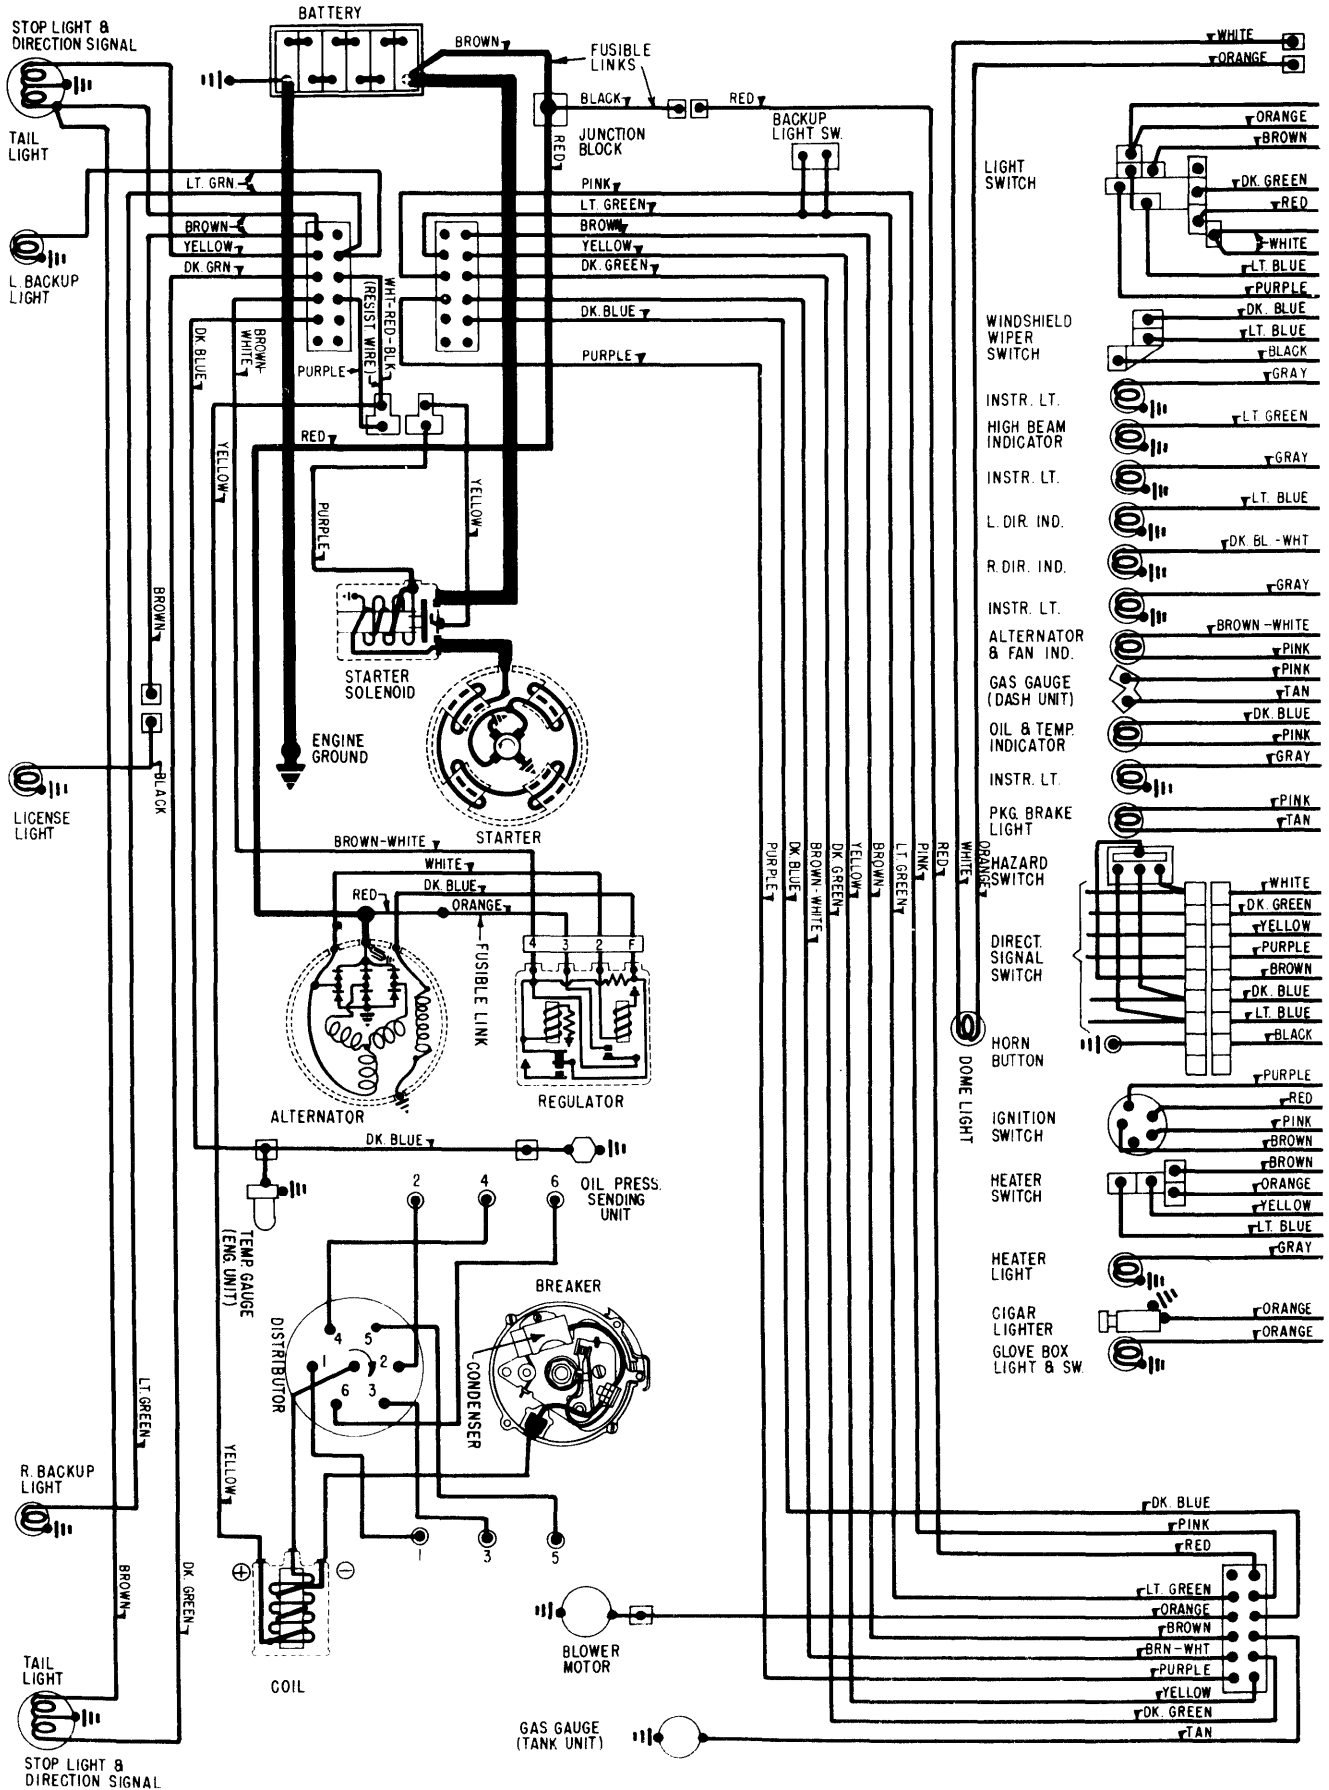 BATTERY
STOP LIGHT &
DIRECTION SIGNAL
TAIL
LIGHT
BROWN
FUSIBLE
LINKS
BLACK
RED
JUNCTION
BLOCK
RED
BACKUP
LIGHT SW.
WHITE
ORANGE
LIGHT
SWITCH
ORANGE
BROWN
DK. GREEN
RED
WHITE
LT. BLUE
PURPLE
LT. GRN.
BROWN
YELLOW
DK. GRN
PINK
LT. GREEN
BROWN
YELLOW
DK. GREEN
DK. BLUE
PURPLE
L. BACKUP
LIGHT
DK. BLUE
BROWN-
WHITE
PURPLE
(RESIST WIRE)
WHT-RED-BLK
WINDSHIELD
WIPER
SWITCH
DK. BLUE
LT. BLUE
BLACK
INSTR. LT.
GRAY
HIGH BEAM
INDICATOR
LT. GREEN
INSTR. LT.
GRAY
L. DIR. IND.
LT. BLUE
R. DIR. IND.
DK. BL. -WHT
INSTR. LT.
GRAY
ALTERNATOR
& FAN IND.
BROWN-WHITE
PINK
GAS GAUGE
(DASH UNIT)
PINK
TAN
OIL & TEMP.
INDICATOR
DK. BLUE
PINK
INSTR. LT.
GRAY
PKG. BRAKE
LIGHT
PINK
TAN
RED
YELLOW
PURPLE
YELLOW
BROWN
STARTER
SOLENOID
ENGINE
GROUND
STARTER
BLACK
LICENSE
LIGHT
BROWN-WHITE
WHITE
DK. BLUE
RED
ORANGE
FUSIBLE LINK
4 3 2 F
ALTERNATOR
REGULATOR
PURPLE
DK. BLUE
BROWN-WHITE
DK. GREEN
YELLOW
BROWN
LT. GREEN
PINK
RED
WHITE
ORANGE
HAZARD
SWITCH
DIRECT.
SIGNAL
SWITCH
WHITE
DK. GREEN
YELLOW
PURPLE
BROWN
DK. BLUE
LT. BLUE
BLACK
HORN
BUTTON
DOME LIGHT
IGNITION
SWITCH
PURPLE
RED
PINK
BROWN
HEATER
SWITCH
BROWN
ORANGE
YELLOW
LT. BLUE
HEATER
LIGHT
GRAY
CIGAR
LIGHTER
ORANGE
GLOVE BOX
LIGHT & SW.
ORANGE
DK. BLUE
OIL PRESS.
SENDING
UNIT
TEMP. GAUGE
(ENG. UNIT)
2 4 6
DISTRIBUTOR
4 5
1 2
6 3
BREAKER
CONDENSER
1 3 5
LT. GREEN
YELLOW
R. BACKUP
LIGHT
BROWN
DK. GREEN
+ -
COIL
TAIL
LIGHT
STOP LIGHT &
DIRECTION SIGNAL
BLOWER
MOTOR
GAS GAUGE
(TANK UNIT)
DK. BLUE
PINK
RED
LT. GREEN
ORANGE
BROWN
BRN-WHT
PURPLE
YELLOW
DK. GREEN
TAN